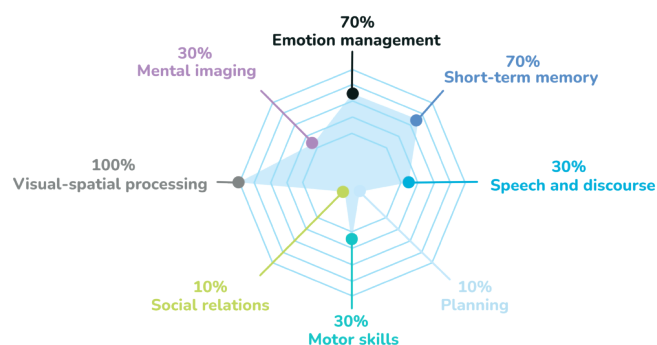 70%
Emotion management
30%
Mental imaging
70%
Short-term memory
100%
Visual-spatial processing
30%
Speech and discourse
10%
Social relations
10%
Planning
30%
Motor skills